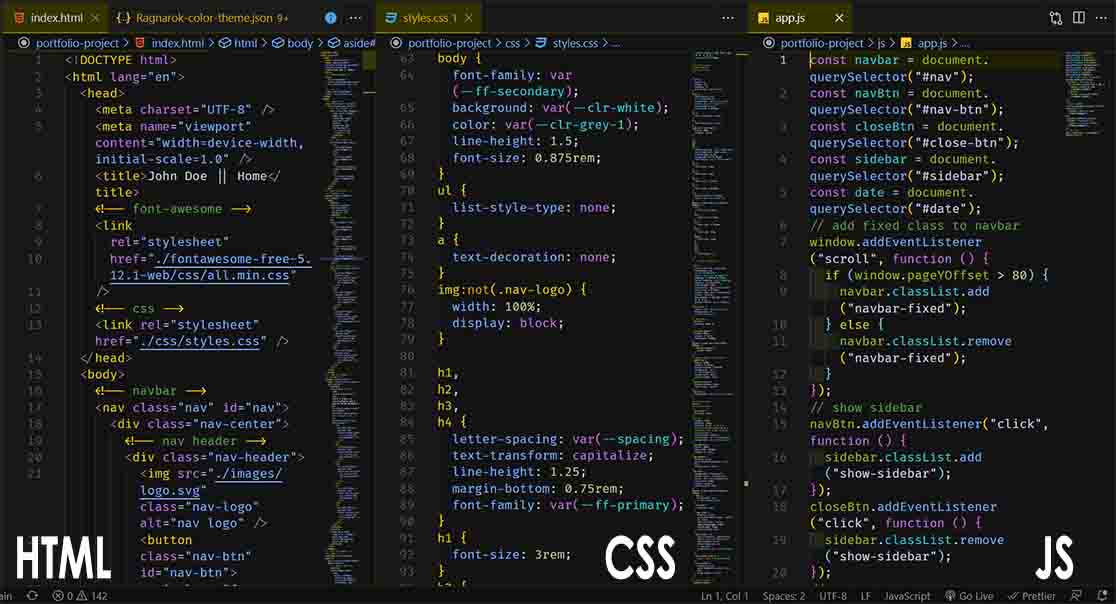 index.html
Ragnarok-color-theme.json 9+
portfolio-project > index.html > html > body > aside#
1 <!DOCTYPE html>
2 <html lang="en">
3 <head>
4 <meta charset="UTF-8" />
5 <meta name="viewport"
content="width=device-width,
initial-scale=1.0" />
6 <title>John Doe || Home</
title>
7 <!-- font-awesome -->
8 <link
9 rel="stylesheet"
10 href="./fontawesome-free-5.
12.1-web/css/all.min.css"
11 />
12 <!-- css -->
13 <link rel="stylesheet"
href="./css/styles.css" />
14 </head>
15 <body>
16 <!-- navbar -->
17 <nav class="nav" id="nav">
18 <div class="nav-center">
19 <!-- nav header -->
20 <div class="nav-header">
21 <img src="./images/
logo.svg"
class="nav-logo"
alt="nav logo" />
<button
class="nav-btn"
id="nav-btn">
HTML
styles.css 1
portfolio-project > css > styles.css > ...
63 body {
64 font-family: var
(--ff-secondary);
65 background: var(--clr-white);
66 color: var(--clr-grey-1);
67 line-height: 1.5;
68 font-size: 0.875rem;
69 }
70 ul {
71 list-style-type: none;
72 }
73 a {
74 text-decoration: none;
75 }
76 img:not(.nav-logo) {
77 width: 100%;
78 display: block;
79 }
80
81 h1,
82 h2,
83 h3,
84 h4 {
85 letter-spacing: var(--spacing);
86 text-transform: capitalize;
87 line-height: 1.25;
88 margin-bottom: 0.75rem;
89 font-family: var(--ff-primary);
90 }
91 h1 {
92 font-size: 3rem;
93 }
CSS
app.js
portfolio-project > js > app.js > ...
1 const navbar = document.
querySelector("#nav");
2 const navBtn = document.
querySelector("#nav-btn");
3 const closeBtn = document.
querySelector("#close-btn");
4 const sidebar = document.
querySelector("#sidebar");
5 const date = document.
querySelector("#date");
6 // add fixed class to navbar
7 window.addEventListener
("scroll", function () {
8 if (window.pageYOffset > 80) {
9 navbar.classList.add
("navbar-fixed");
10 } else {
11 navbar.classList.remove
("navbar-fixed");
12 }
13 });
14 // show sidebar
15 navBtn.addEventListener("click",
function () {
16 sidebar.classList.add
("show-sidebar");
17 });
18 closeBtn.addEventListener
("click", function () {
19 sidebar.classList.remove
("show-sidebar");
20 });
JS
0 142
Ln 1, Col 1 Spaces: 2 UTF-8 LF JavaScript Go Live Prettier